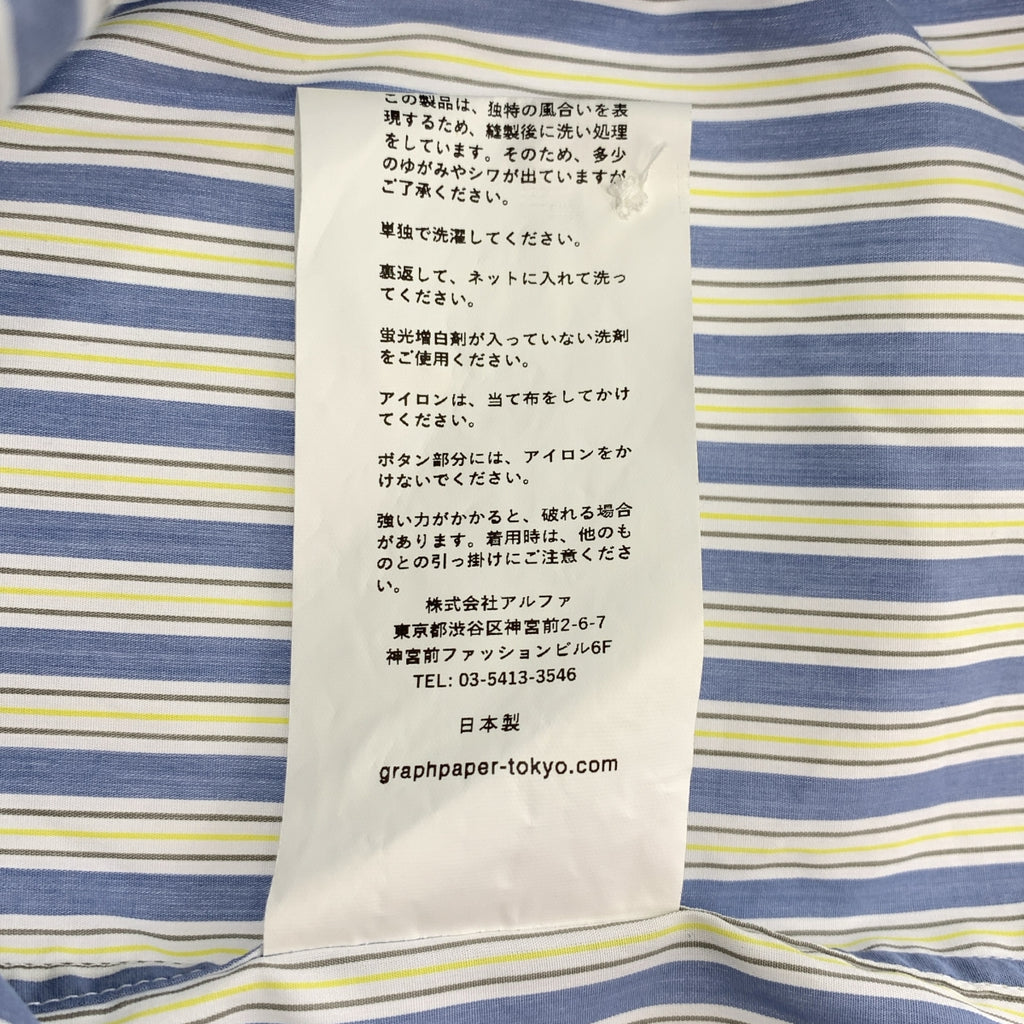 この製品は、独特の風合いを表
現するため、縫製後に洗い処理
をしています。そのため、多少
のゆがみやシワが出ていますが
ご了承ください。
単独で洗濯してください。
裏返して、ネットに入れて洗っ
てください。
蛍光増白剤が入っていない洗剤
をご使用ください。
アイロンは、当て布をしてかけ
てください。
ボタン部分には、アイロンをか
けないでください。
強い力がかかると、破れる場合
があります。着用時は、他のも
のとの引っ掛けにご注意くださ
い。
株式会社アルファ
東京都渋谷区神宮前2-6-7
神宮前ファッションビル6F
TEL: 03-5413-3546
日本製
graphpaper-tokyo.com